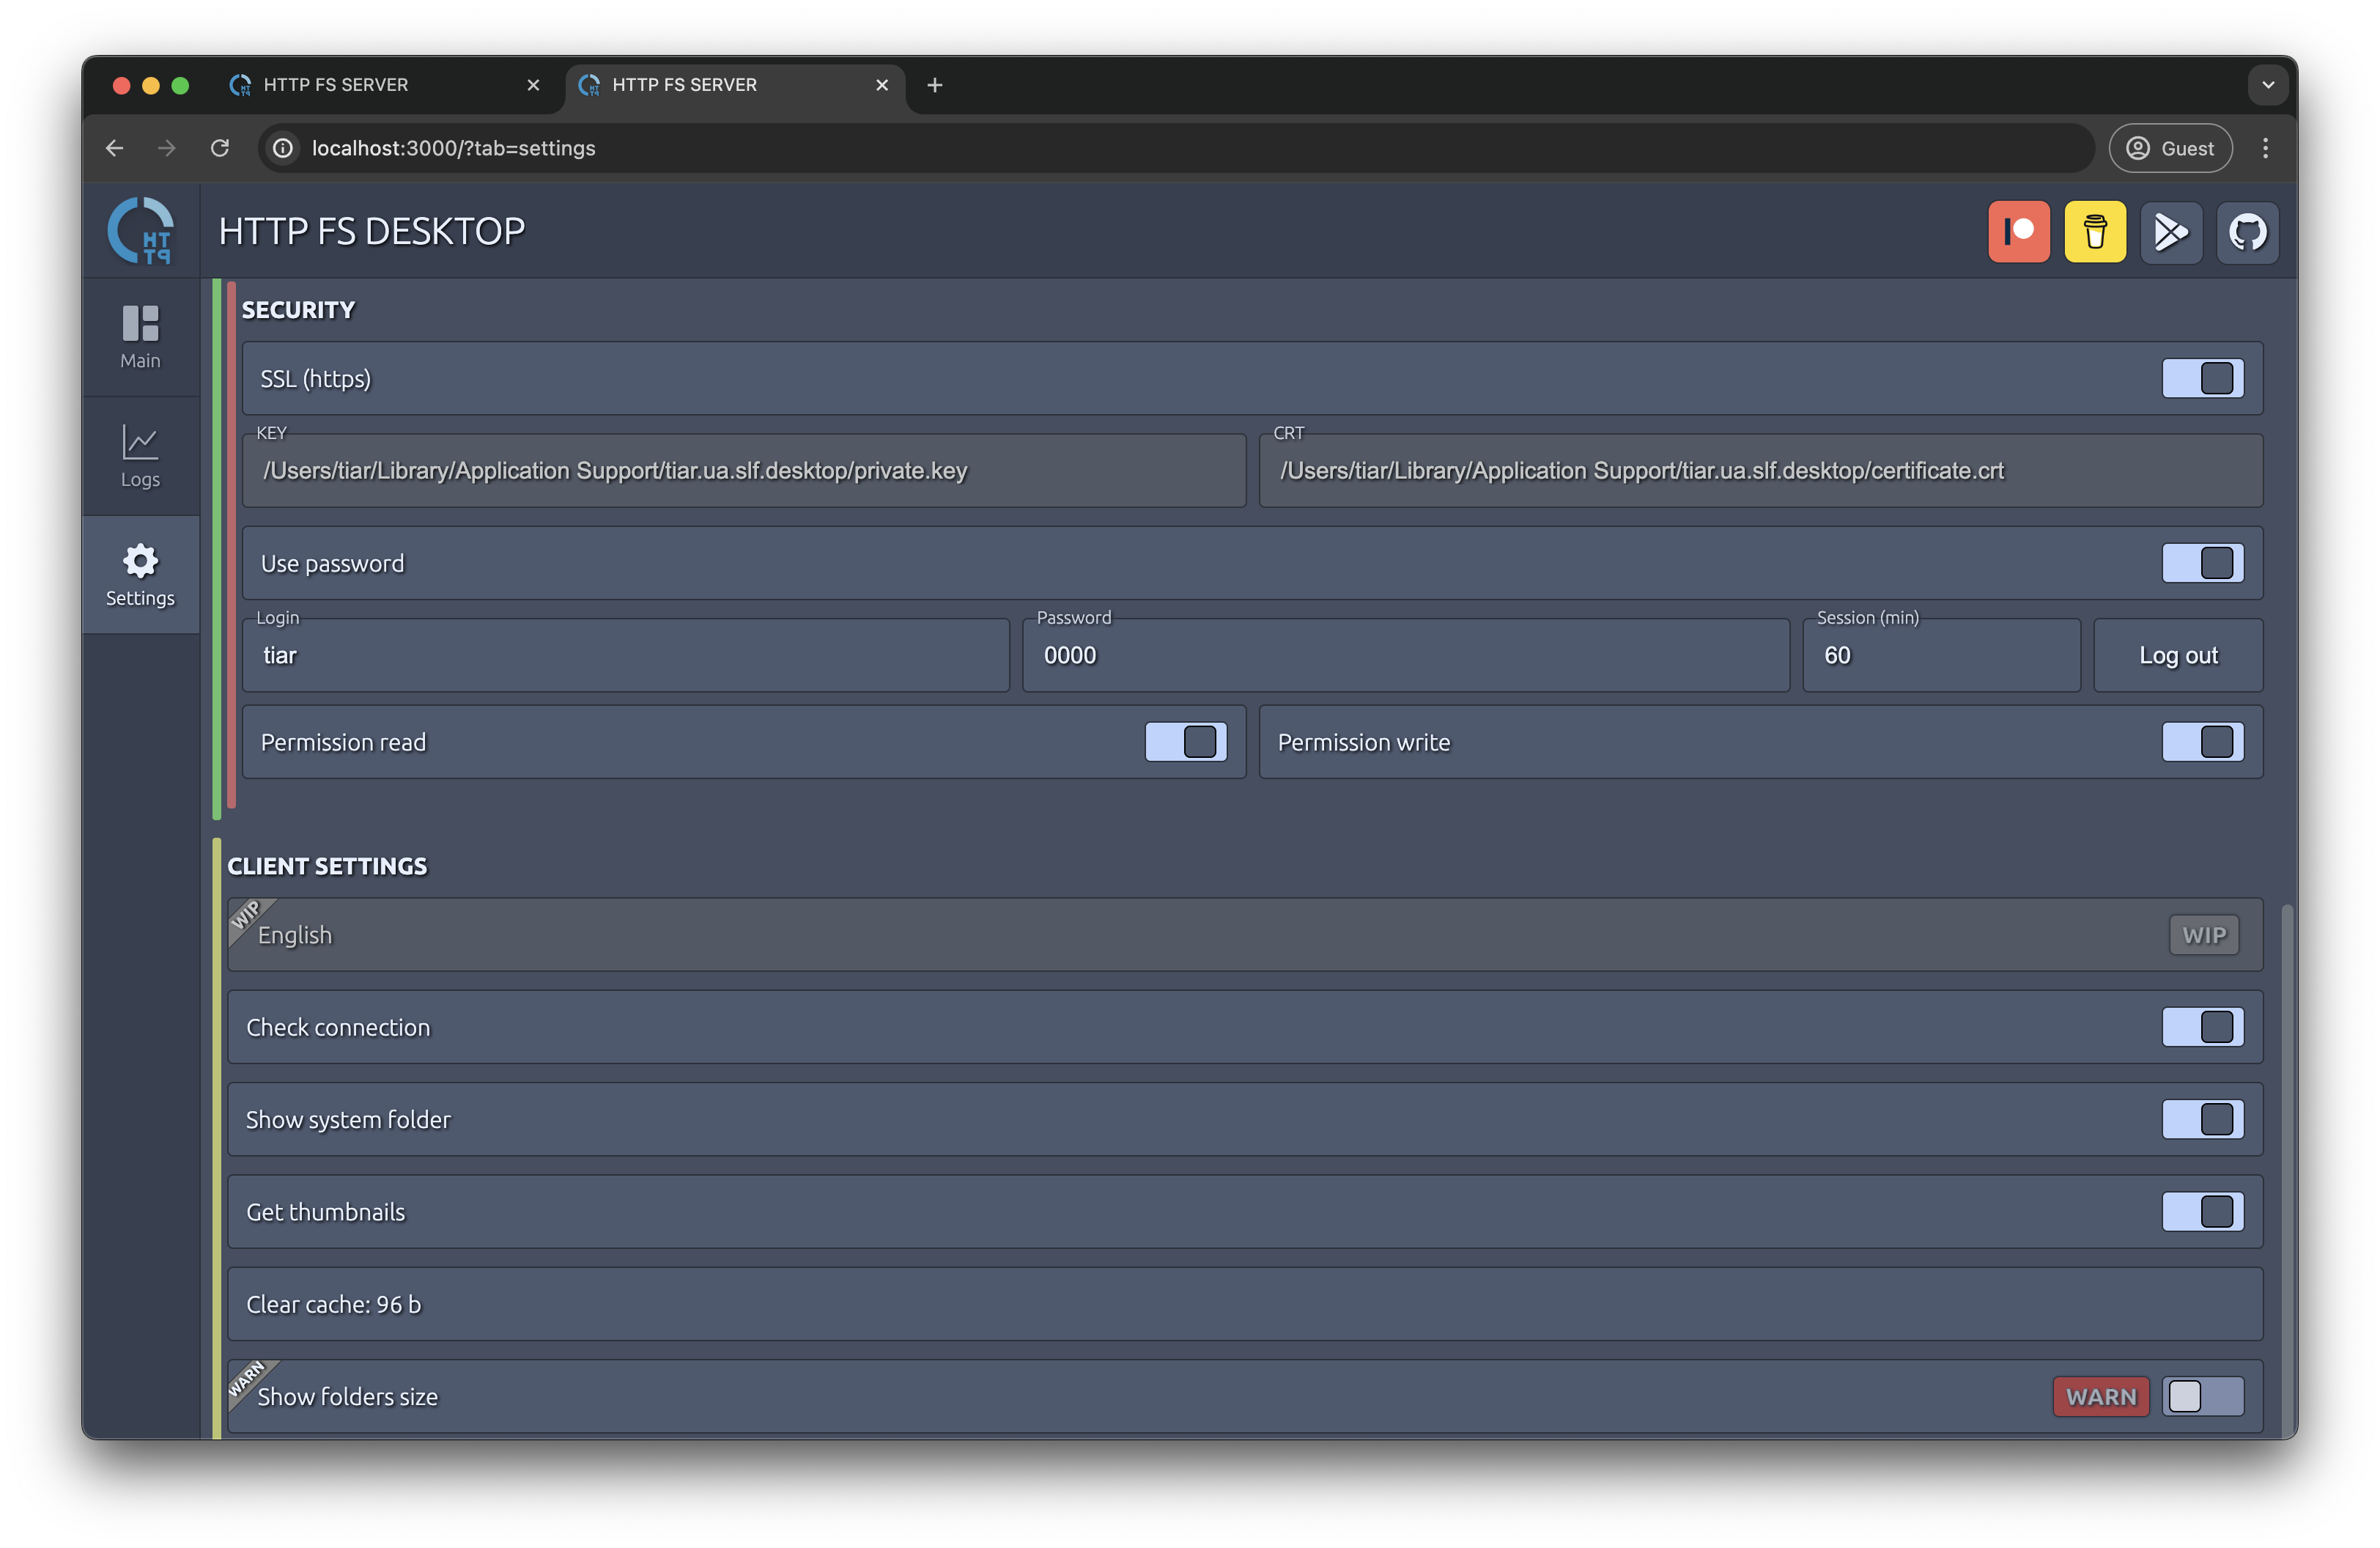 HTTP FS SERVER
HTTP FS SERVER
localhost:3000/?tab=settings
Guest
HTTP
HTTP FS DESKTOP
Main
Logs
Settings
SECURITY
SSL (https)
KEY
/Users/tiar/Library/Application Support/tiar.ua.slf.desktop/private.key
CRT
/Users/tiar/Library/Application Support/tiar.ua.slf.desktop/certificate.crt
Use password
Login
tiar
Password
0000
Session (min)
60
Log out
Permission read
Permission write
CLIENT SETTINGS
WIP
English
WIP
Check connection
Show system folder
Get thumbnails
Clear cache: 96 b
WARN
Show folders size
WARN